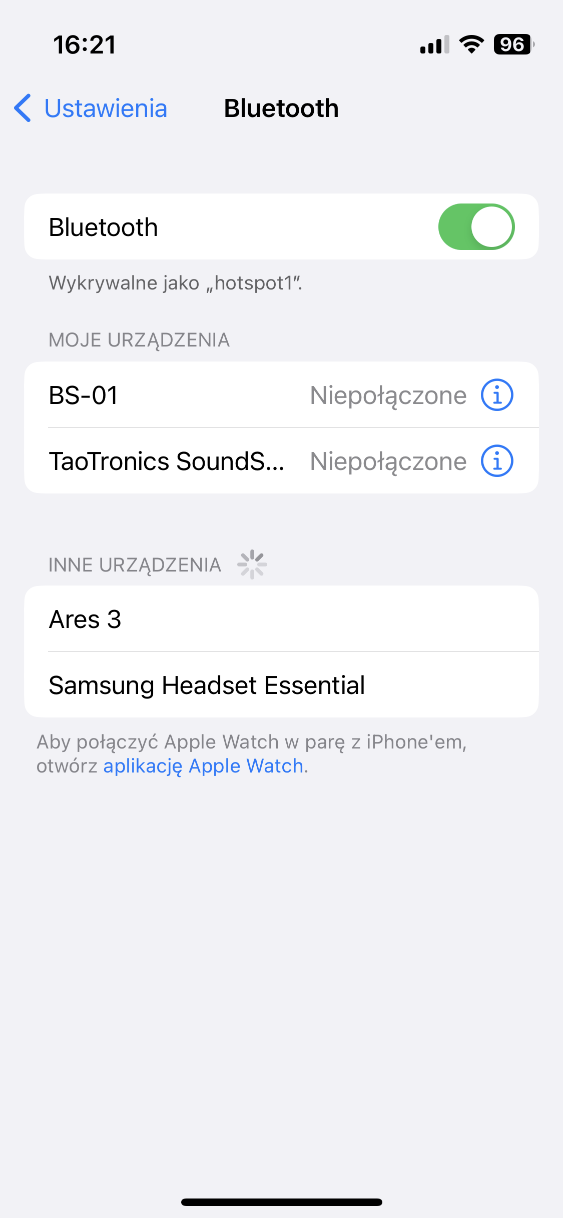 16:21
96
Ustawienia
Bluetooth
Bluetooth
Wykrywalne jako „hotspot1”.
MOJE URZĄDZENIA
BS-01
Niepołączone
TaoTronics SoundS...
Niepołączone
INNE URZĄDZENIA
Ares 3
Samsung Headset Essential
Aby połączyć Apple Watch w parę z iPhone'em,
otwórz aplikację Apple Watch.